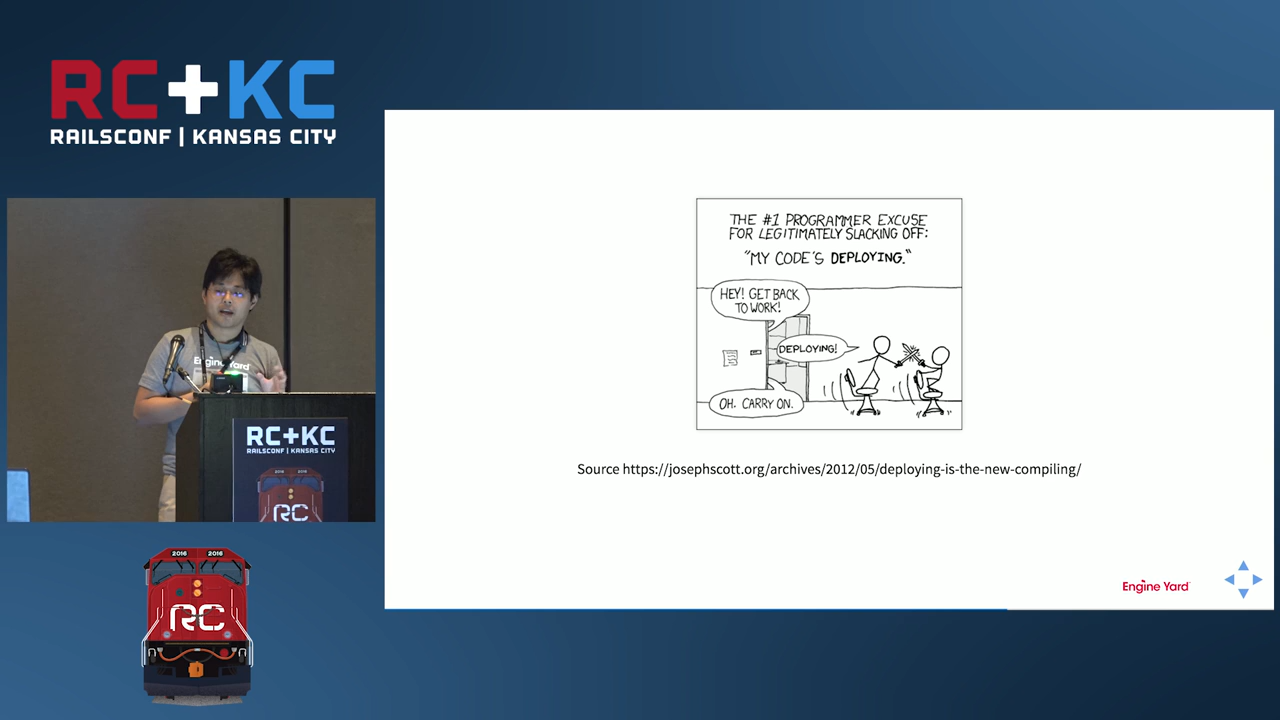 RC+KC
RAILSCONF | KANSAS CITY
Engine Yard
RC+KC
RAILSCONF | KANSAS CITY
2016 2016
RC
2016 2016
RC
THE #1 PROGRAMMER EXCUSE
FOR LEGITIMATELY SLACKING OFF:
"MY CODE'S DEPLOYING."
HEY! GET BACK
TO WORK!
DEPLOYING!
OH. CARRY ON.
Source https://josephscott.org/archives/2012/05/deploying-is-the-new-compiling/
Engine Yard